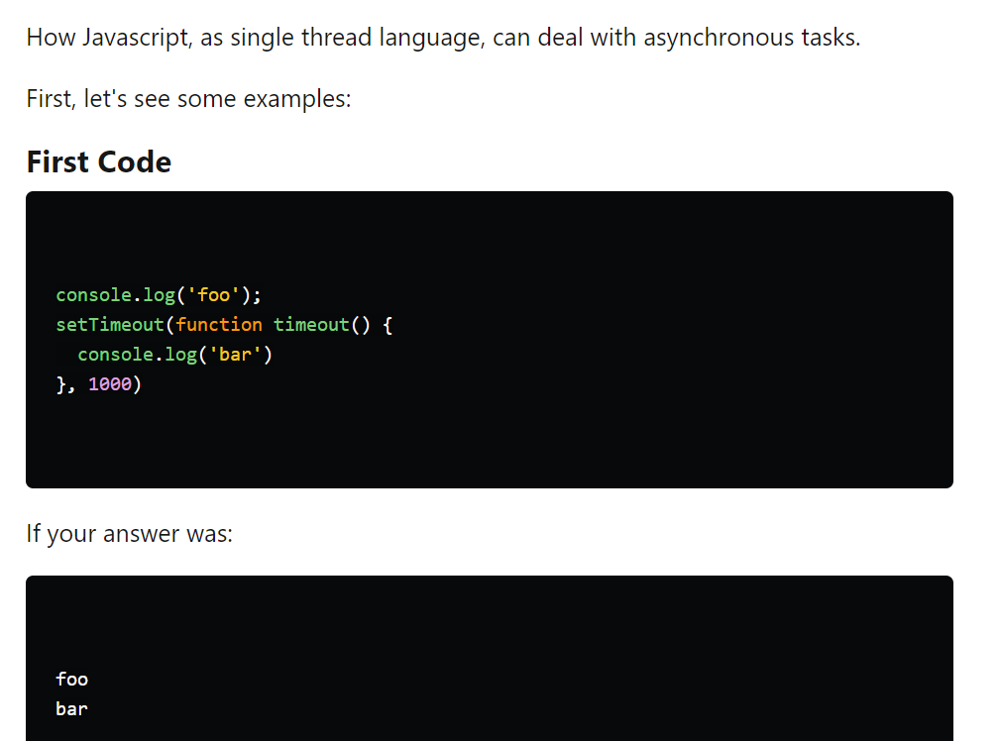 How Javascript, as single thread language, can deal with asynchronous tasks.
First, let's see some examples:
First Code
console.log('foo');
setTimeout(function timeout() {
  console.log('bar')
}, 1000)
If your answer was:
foo
bar